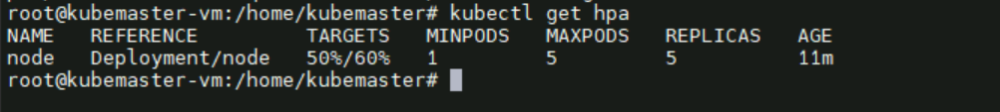 root@kubemaster-vm:/home/kubemaster# kubectl get hpa
NAME   REFERENCE         TARGETS   MINPODS   MAXPODS   REPLICAS   AGE
node   Deployment/node   50%/60%   1         5         5          11m
root@kubemaster-vm:/home/kubemaster#